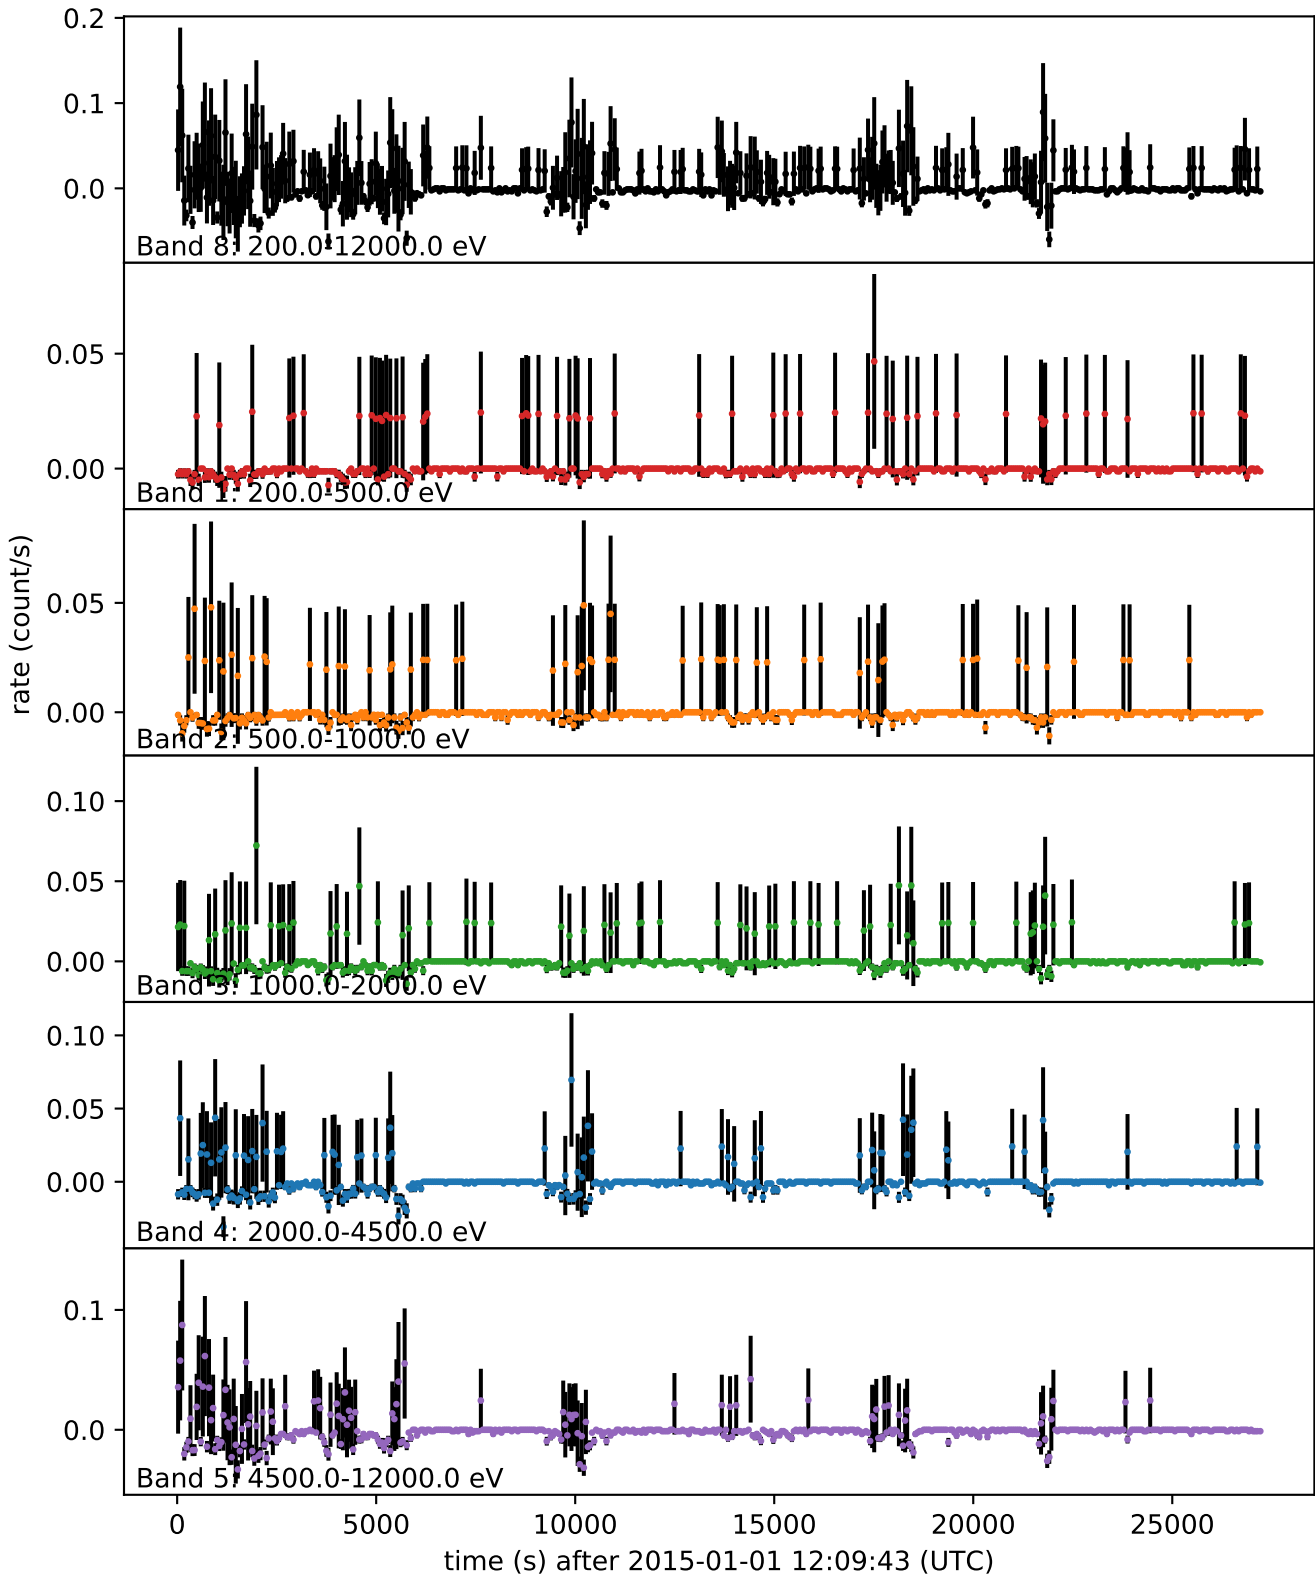 0.2
0.1
0.0
Band 8: 200.0-12000.0 eV
0.05
0.00
Band 1: 200.0-500.0 eV
0.05
0.00
Band 2: 500.0-1000.0 eV
rate (count/s)
0.10
0.05
0.00
Band 3: 1000.0-2000.0 eV
0.10
0.05
0.00
Band 4: 2000.0-4500.0 eV
0.1
0.0
Band 5: 4500.0-12000.0 eV
0 5000 10000 15000 20000 25000
time (s) after 2015-01-01 12:09:43 (UTC)